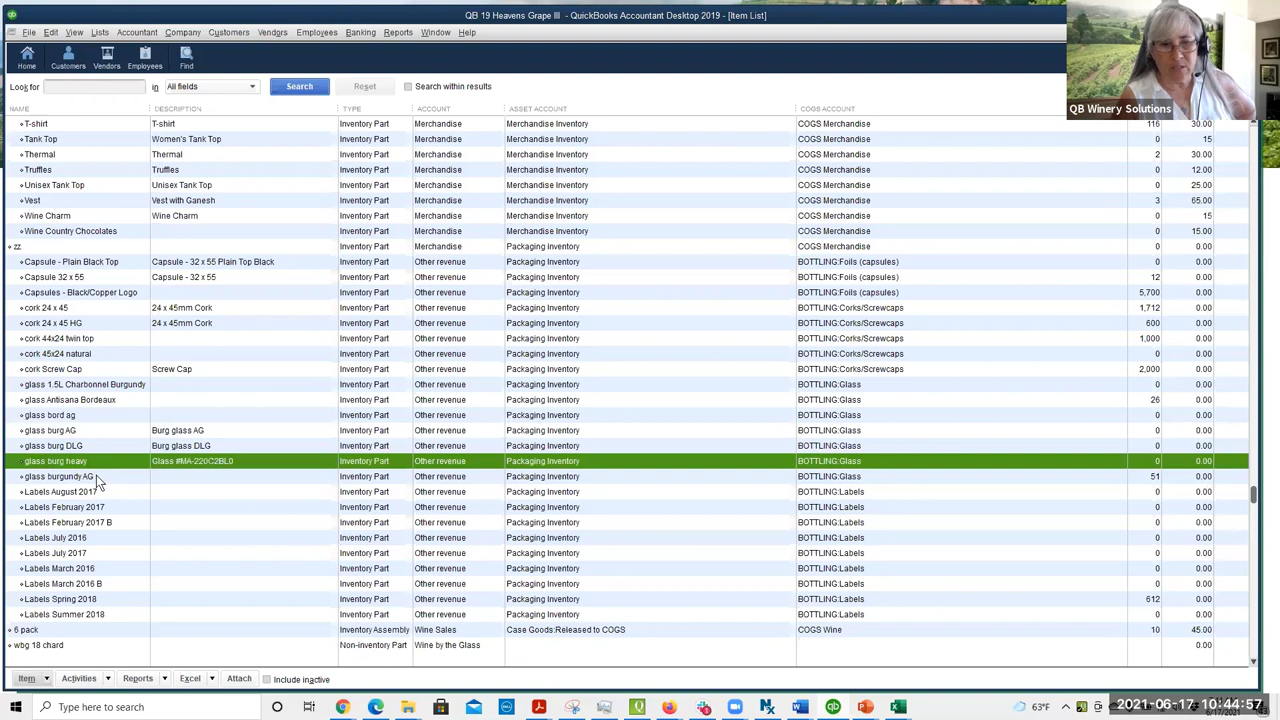 QB 19 Heavens Grape III - QuickBooks Accountant Desktop 2019 - [Item List]
File Edit View Lists Accountant Company Customers Vendors Employees Banking Reports Window Help
Home Customers Vendors Employees Find
Look for in All fields Search Reset Search within results
QB Winery Solutions
NAME DESCRIPTION TYPE ACCOUNT ASSET ACCOUNT COGS ACCOUNT
T-shirt T-shirt Inventory Part Merchandise Merchandise Inventory COGS Merchandise 116 30.00
Tank Top Women's Tank Top Inventory Part Merchandise Merchandise Inventory COGS Merchandise 0 15
Thermal Thermal Inventory Part Merchandise Merchandise Inventory COGS Merchandise 2 30.00
Truffles Truffles Inventory Part Merchandise Merchandise Inventory COGS Merchandise 0 12.00
Unisex Tank Top Unisex Tank Top Inventory Part Merchandise Merchandise Inventory COGS Merchandise 0 25.00
Vest Vest with Ganesh Inventory Part Merchandise Merchandise Inventory COGS Merchandise 3 65.00
Wine Charm Wine Charm Inventory Part Merchandise Merchandise Inventory COGS Merchandise 0 15
Wine Country Chocolates Inventory Part Merchandise Merchandise Inventory COGS Merchandise 0 15.00
zz Inventory Part Merchandise Packaging Inventory COGS Merchandise 0 0.00
Capsule - Plain Black Top Capsule - 32 x 55 Plain Top Black Inventory Part Other revenue Packaging Inventory BOTTLING:Foils (capsules) 0 0.00
Capsule 32 x 55 Capsule - 32 x 55 Inventory Part Other revenue Packaging Inventory BOTTLING:Foils (capsules) 12 0.00
Capsules - Black/Copper Logo Inventory Part Other revenue Packaging Inventory BOTTLING:Foils (capsules) 5,700 0.00
cork 24 x 45 24 x 45mm Cork Inventory Part Other revenue Packaging Inventory BOTTLING:Corks/Screwcaps 1,712 0.00
cork 24 x 45 HG 24 x 45mm Cork Inventory Part Other revenue Packaging Inventory BOTTLING:Corks/Screwcaps 600 0.00
cork 44x24 twin top Inventory Part Other revenue Packaging Inventory BOTTLING:Corks/Screwcaps 1,000 0.00
cork 45x24 natural Inventory Part Other revenue Packaging Inventory BOTTLING:Corks/Screwcaps 0 0.00
cork Screw Cap Screw Cap Inventory Part Other revenue Packaging Inventory BOTTLING:Corks/Screwcaps 2,000 0.00
glass 1.5L Charbonnel Burgundy Inventory Part Other revenue Packaging Inventory BOTTLING:Glass 0 0.00
glass Antisana Bordeaux Inventory Part Other revenue Packaging Inventory BOTTLING:Glass 26 0.00
glass bord ag Inventory Part Other revenue Packaging Inventory BOTTLING:Glass 0 0.00
glass burg AG Burg glass AG Inventory Part Other revenue Packaging Inventory BOTTLING:Glass 0 0.00
glass burg DLG Burg glass DLG Inventory Part Other revenue Packaging Inventory BOTTLING:Glass 0 0.00
glass burg heavy Glass #MA-220C2BL0 Inventory Part Other revenue Packaging Inventory BOTTLING:Glass 0 0.00
glass burgundy AG Inventory Part Other revenue Packaging Inventory BOTTLING:Glass 51 0.00
Labels August 2017 Inventory Part Other revenue Packaging Inventory BOTTLING:Labels 0 0.00
Labels February 2017 Inventory Part Other revenue Packaging Inventory BOTTLING:Labels 0 0.00
Labels February 2017 B Inventory Part Other revenue Packaging Inventory BOTTLING:Labels 0 0.00
Labels July 2016 Inventory Part Other revenue Packaging Inventory BOTTLING:Labels 0 0.00
Labels July 2017 Inventory Part Other revenue Packaging Inventory BOTTLING:Labels 0 0.00
Labels March 2016 Inventory Part Other revenue Packaging Inventory BOTTLING:Labels 0 0.00
Labels March 2016 B Inventory Part Other revenue Packaging Inventory BOTTLING:Labels 0 0.00
Labels Spring 2018 Inventory Part Other revenue Packaging Inventory BOTTLING:Labels 612 0.00
Labels Summer 2018 Inventory Part Other revenue Packaging Inventory BOTTLING:Labels 0 0.00
6 pack Inventory Assembly Wine Sales Case Goods:Released to COGS COGS Wine 10 45.00
wbg 18 chard Non-inventory Part Wine by the Glass 0.00
Item Activities Reports Excel Attach Include inactive
Type here to search 63°F 2021-06-17 10:44:57